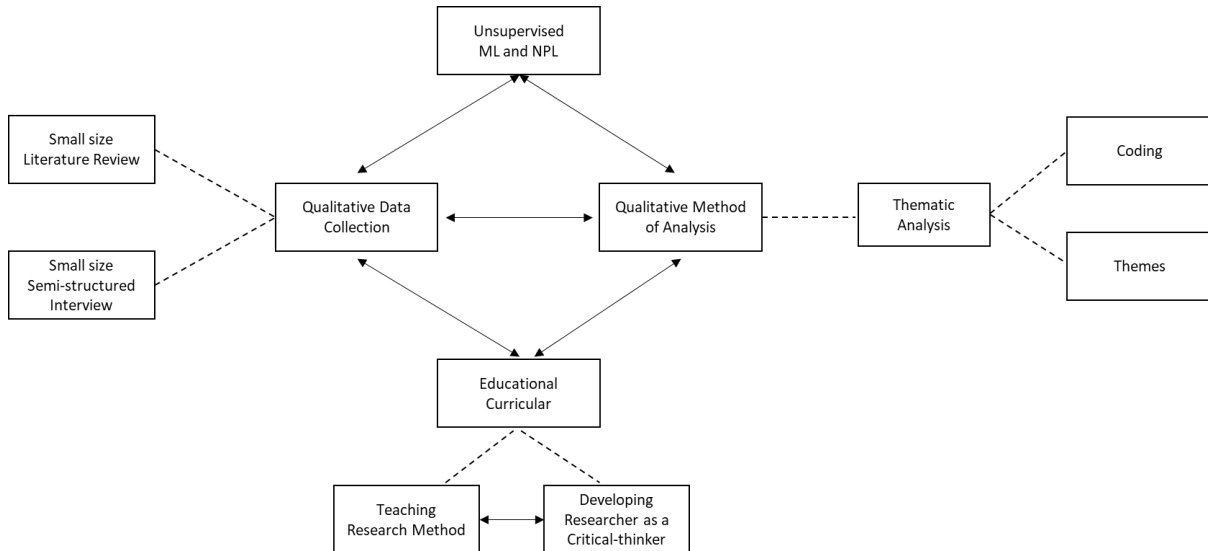 Unsupervised
ML and NPL
Small size
Literature Review
Coding
Qualitative Data
Collection
Qualitative Method
of Analysis
Thematic
Analysis
Small size
Semi-structured
Interview
Themes
Educational
Curricular
Teaching
Research Method
Developing
Researcher as a
Critical-thinker